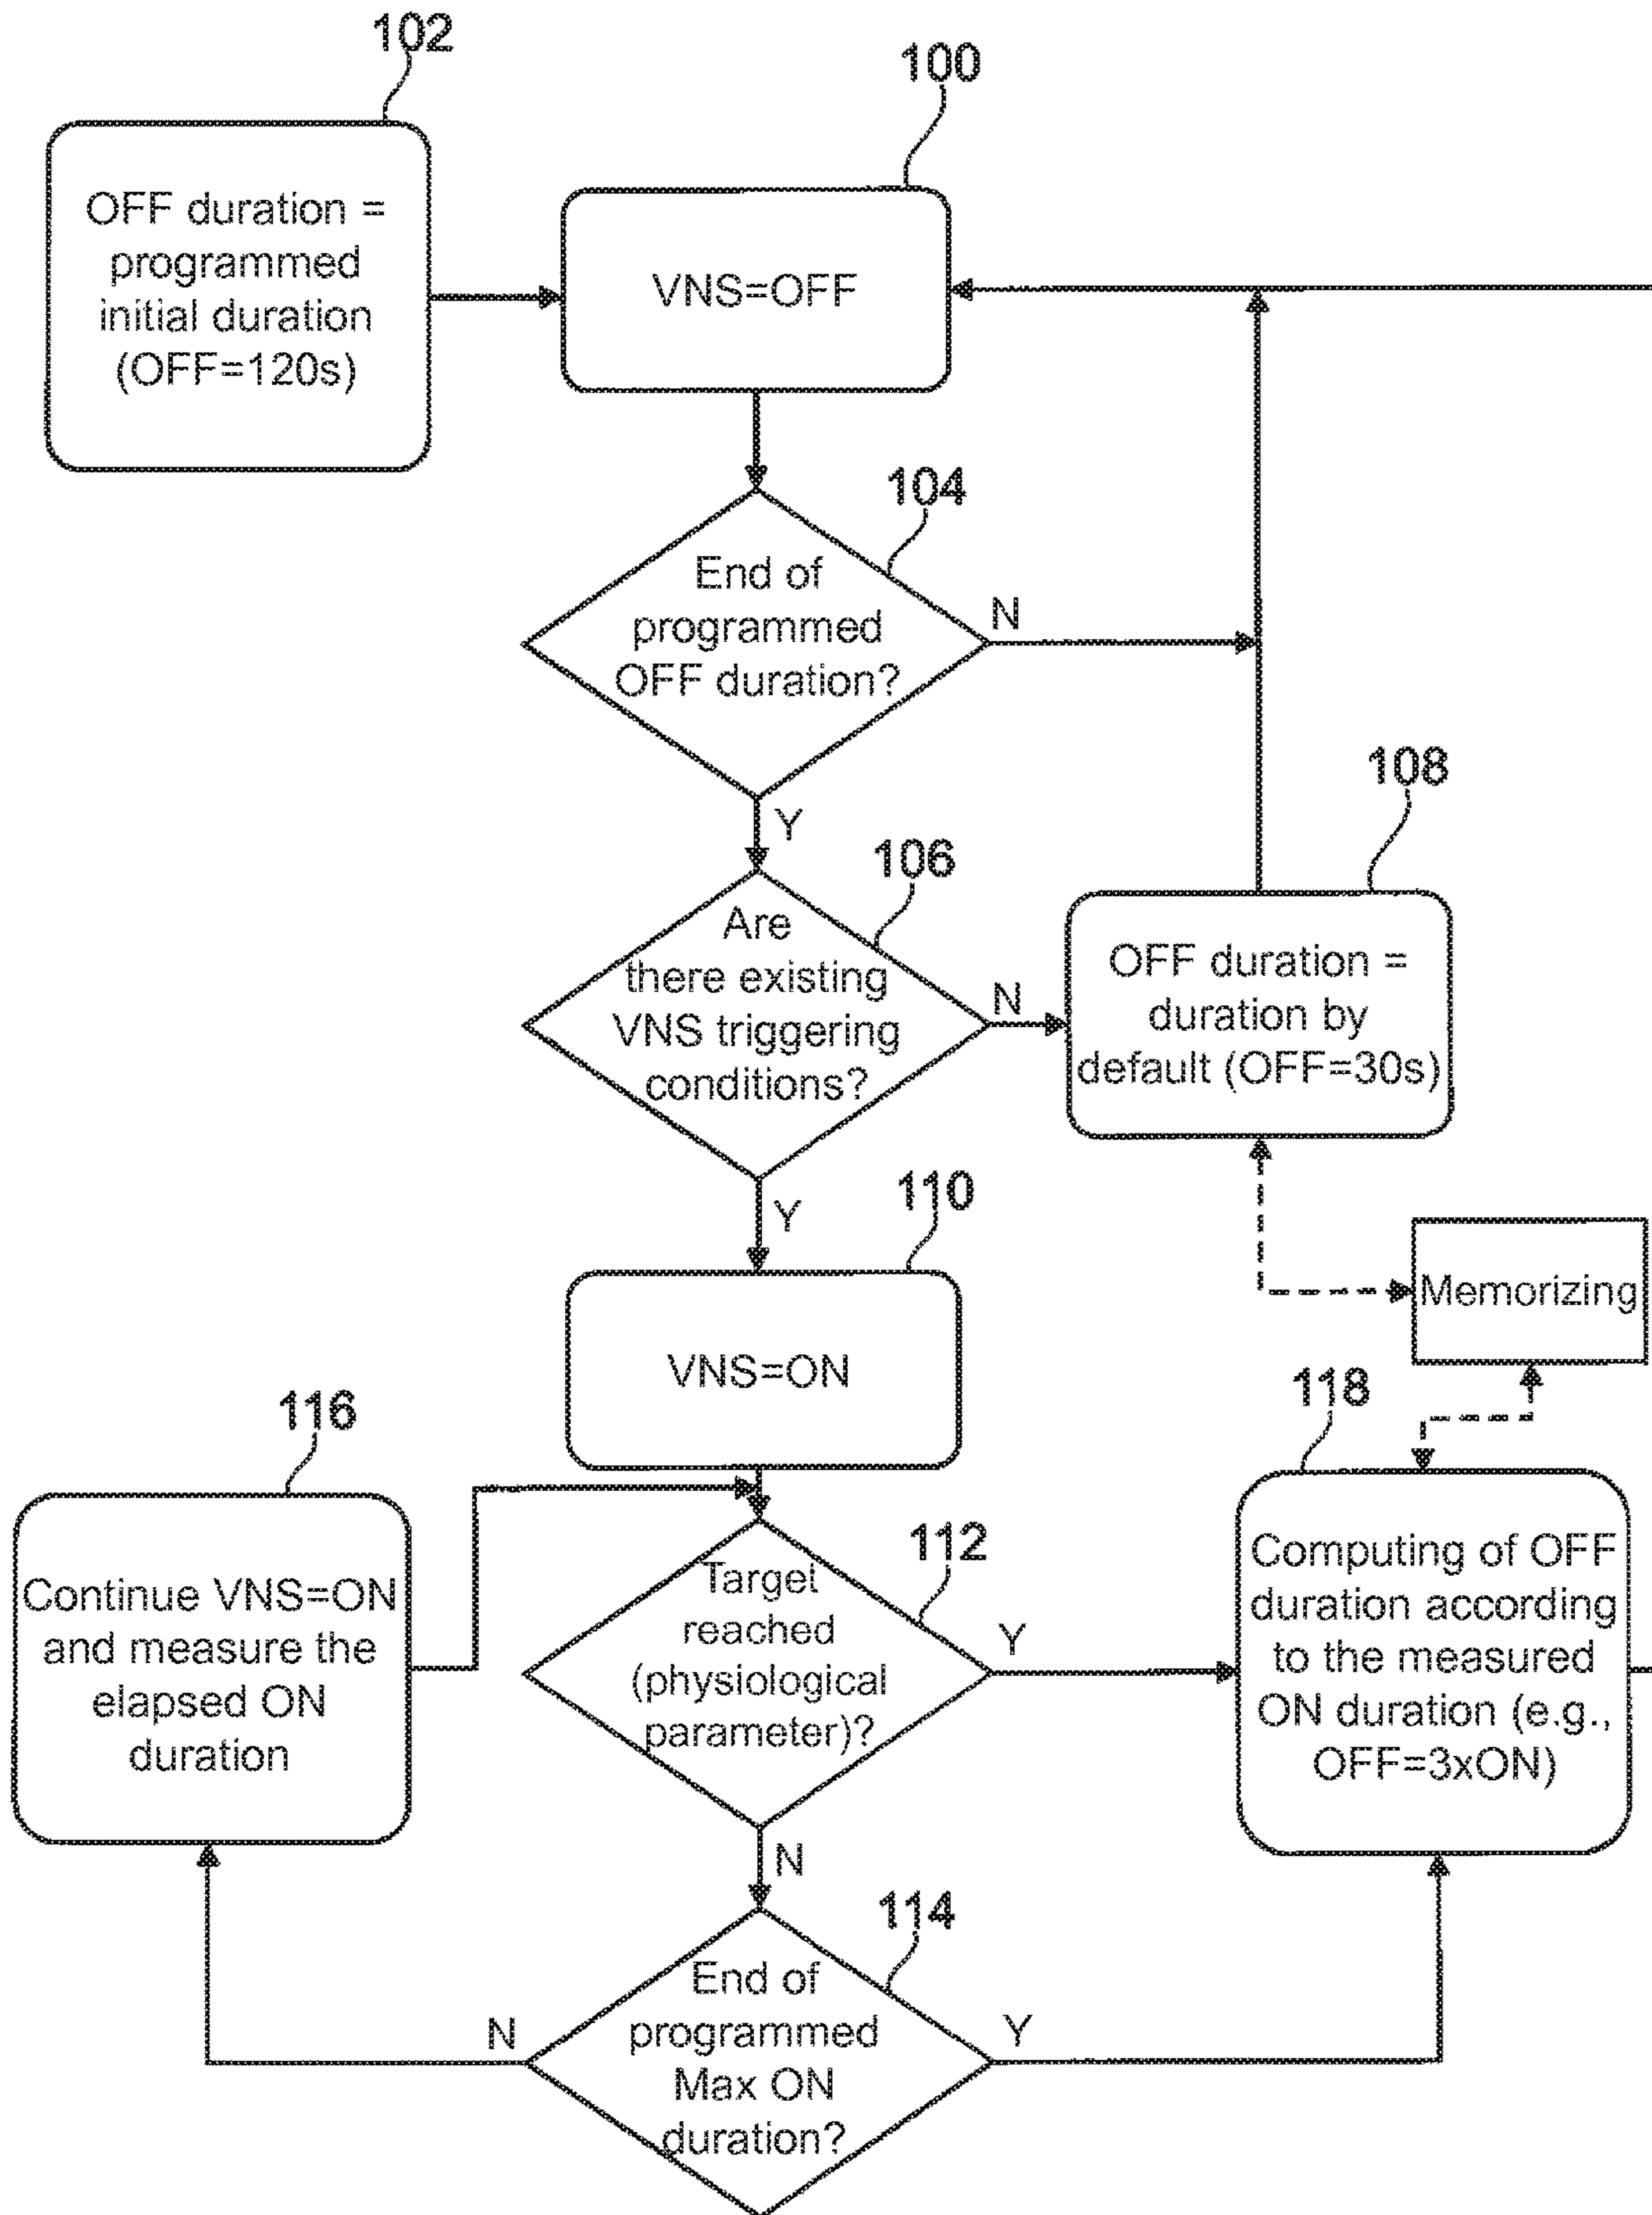 102
100
OFF duration =
programmed
initial duration
(OFF=120s)
VNS=OFF
104
End of
programmed
OFF duration?
N
Y
108
106
Are
there existing
VNS triggering
conditions?
N
OFF duration =
duration by
default (OFF=30s)
Y
110
VNS=ON
Memorizing
116
118
Continue VNS=ON
and measure the
elapsed ON
duration
112
Target
reached
(physiological
parameter)?
Y
Computing of OFF
duration according
to the measured
ON duration (e.g.,
OFF=3xON)
N
114
End of
programmed
Max ON
duration?
N
Y